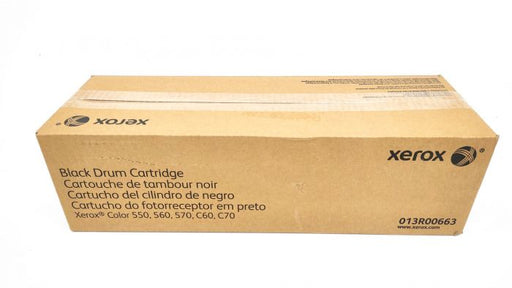 xerox
Black Drum Cartridge
Cartouche de tambour noir
Cartucho del cilindro de negro
Cartucho do fotorreceptor em preto
Xerox® Color 550, 560, 570, C60, C70
xerox ®
013R00663
www.xerox.com